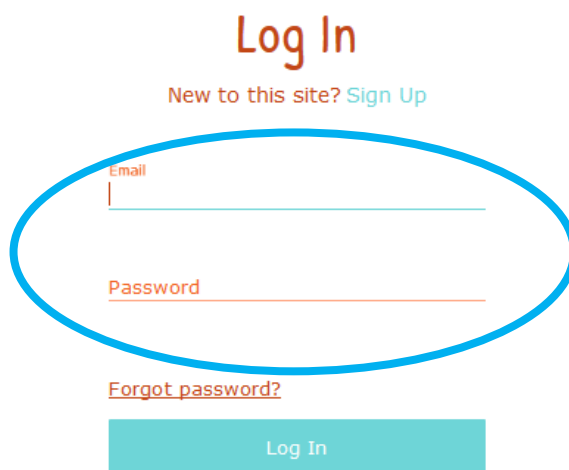 Log In
New to this site? Sign Up
Email
Password
Forgot password?
Log In